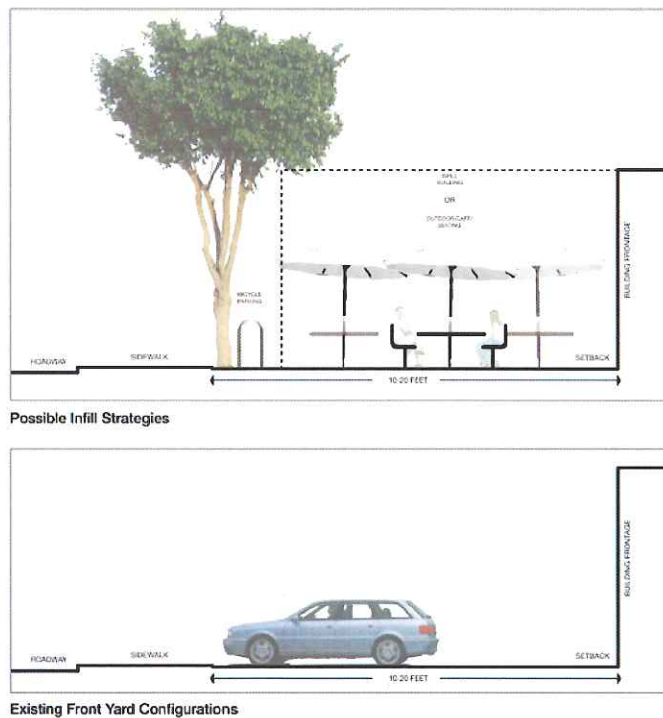 INFILL
BUILDING
OR
OUTDOOR/CAFE/
SEATING
BUILDING FRONTAGE
BICYCLE
PARKING
ROADWAY
SIDEWALK
SETBACK
10-20 FEET
Possible Infill Strategies
BUILDING FRONTAGE
ROADWAY
SIDEWALK
SETBACK
10-20 FEET
Existing Front Yard Configurations